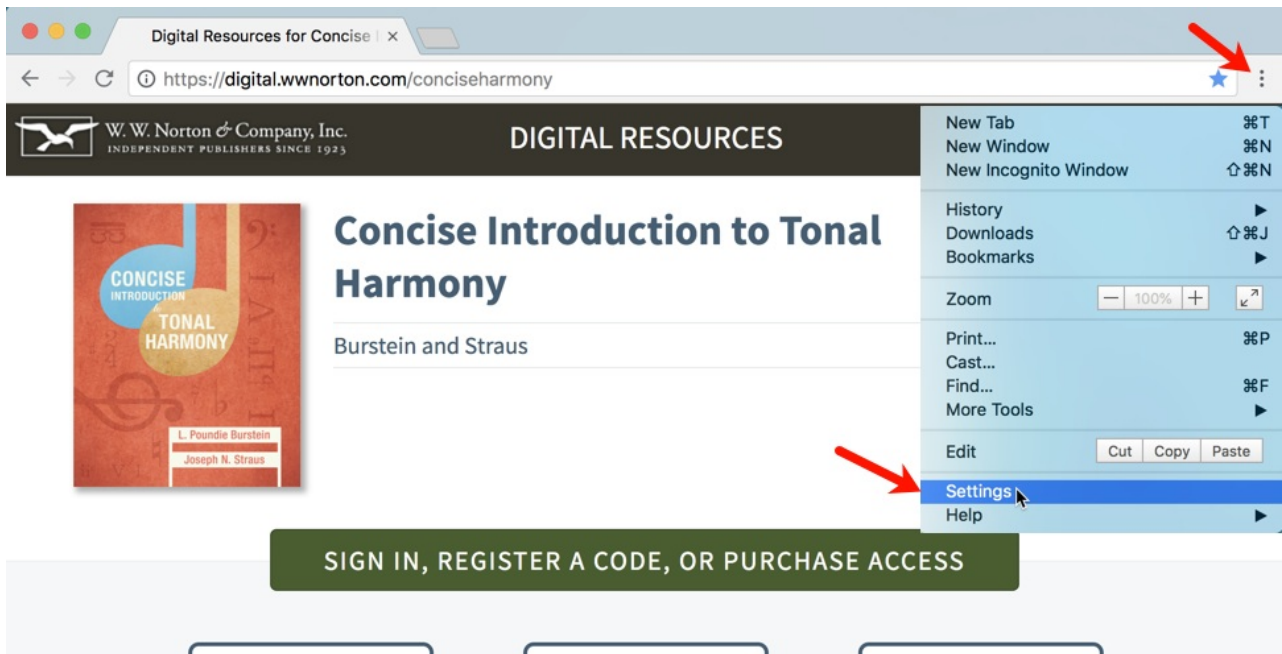 Digital Resources for Concise I
https://digital.wwnorton.com/conciseharmony
W. W. Norton & Company, Inc.
INDEPENDENT PUBLISHERS SINCE 1923
DIGITAL RESOURCES
CONCISE
INTRODUCTION
to
TONAL
HARMONY
L. Poundie Burstein
Joseph N. Straus
Concise Introduction to Tonal
Harmony
Burstein and Straus
New Tab ⌘T
New Window ⌘N
New Incognito Window ⇧⌘N
History
Downloads ⇧⌘J
Bookmarks
Zoom − 100% +
Print... ⌘P
Cast...
Find... ⌘F
More Tools
Edit Cut Copy Paste
Settings
Help
SIGN IN, REGISTER A CODE, OR PURCHASE ACCESS